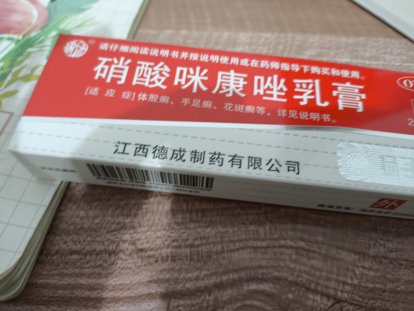 请仔细阅读说明书并按说明使用或在药师指导下购买和使用。
硝酸咪康唑乳膏
[适应症]体股癣、手足癣、花斑癣等,详见说明书。
江西德成制药有限公司
外